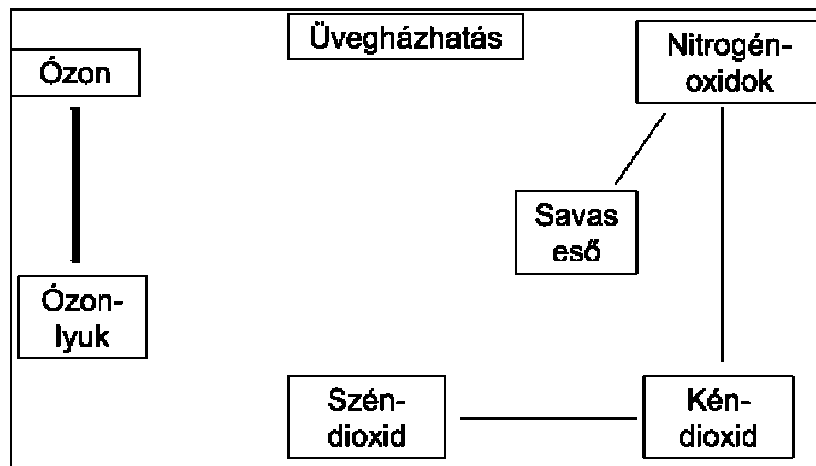 Üvegházhatás
Ózon
Nitrogén-
oxidok
Savas
eső
Ózon-
lyuk
Szén-
dioxid
Kén-
dioxid